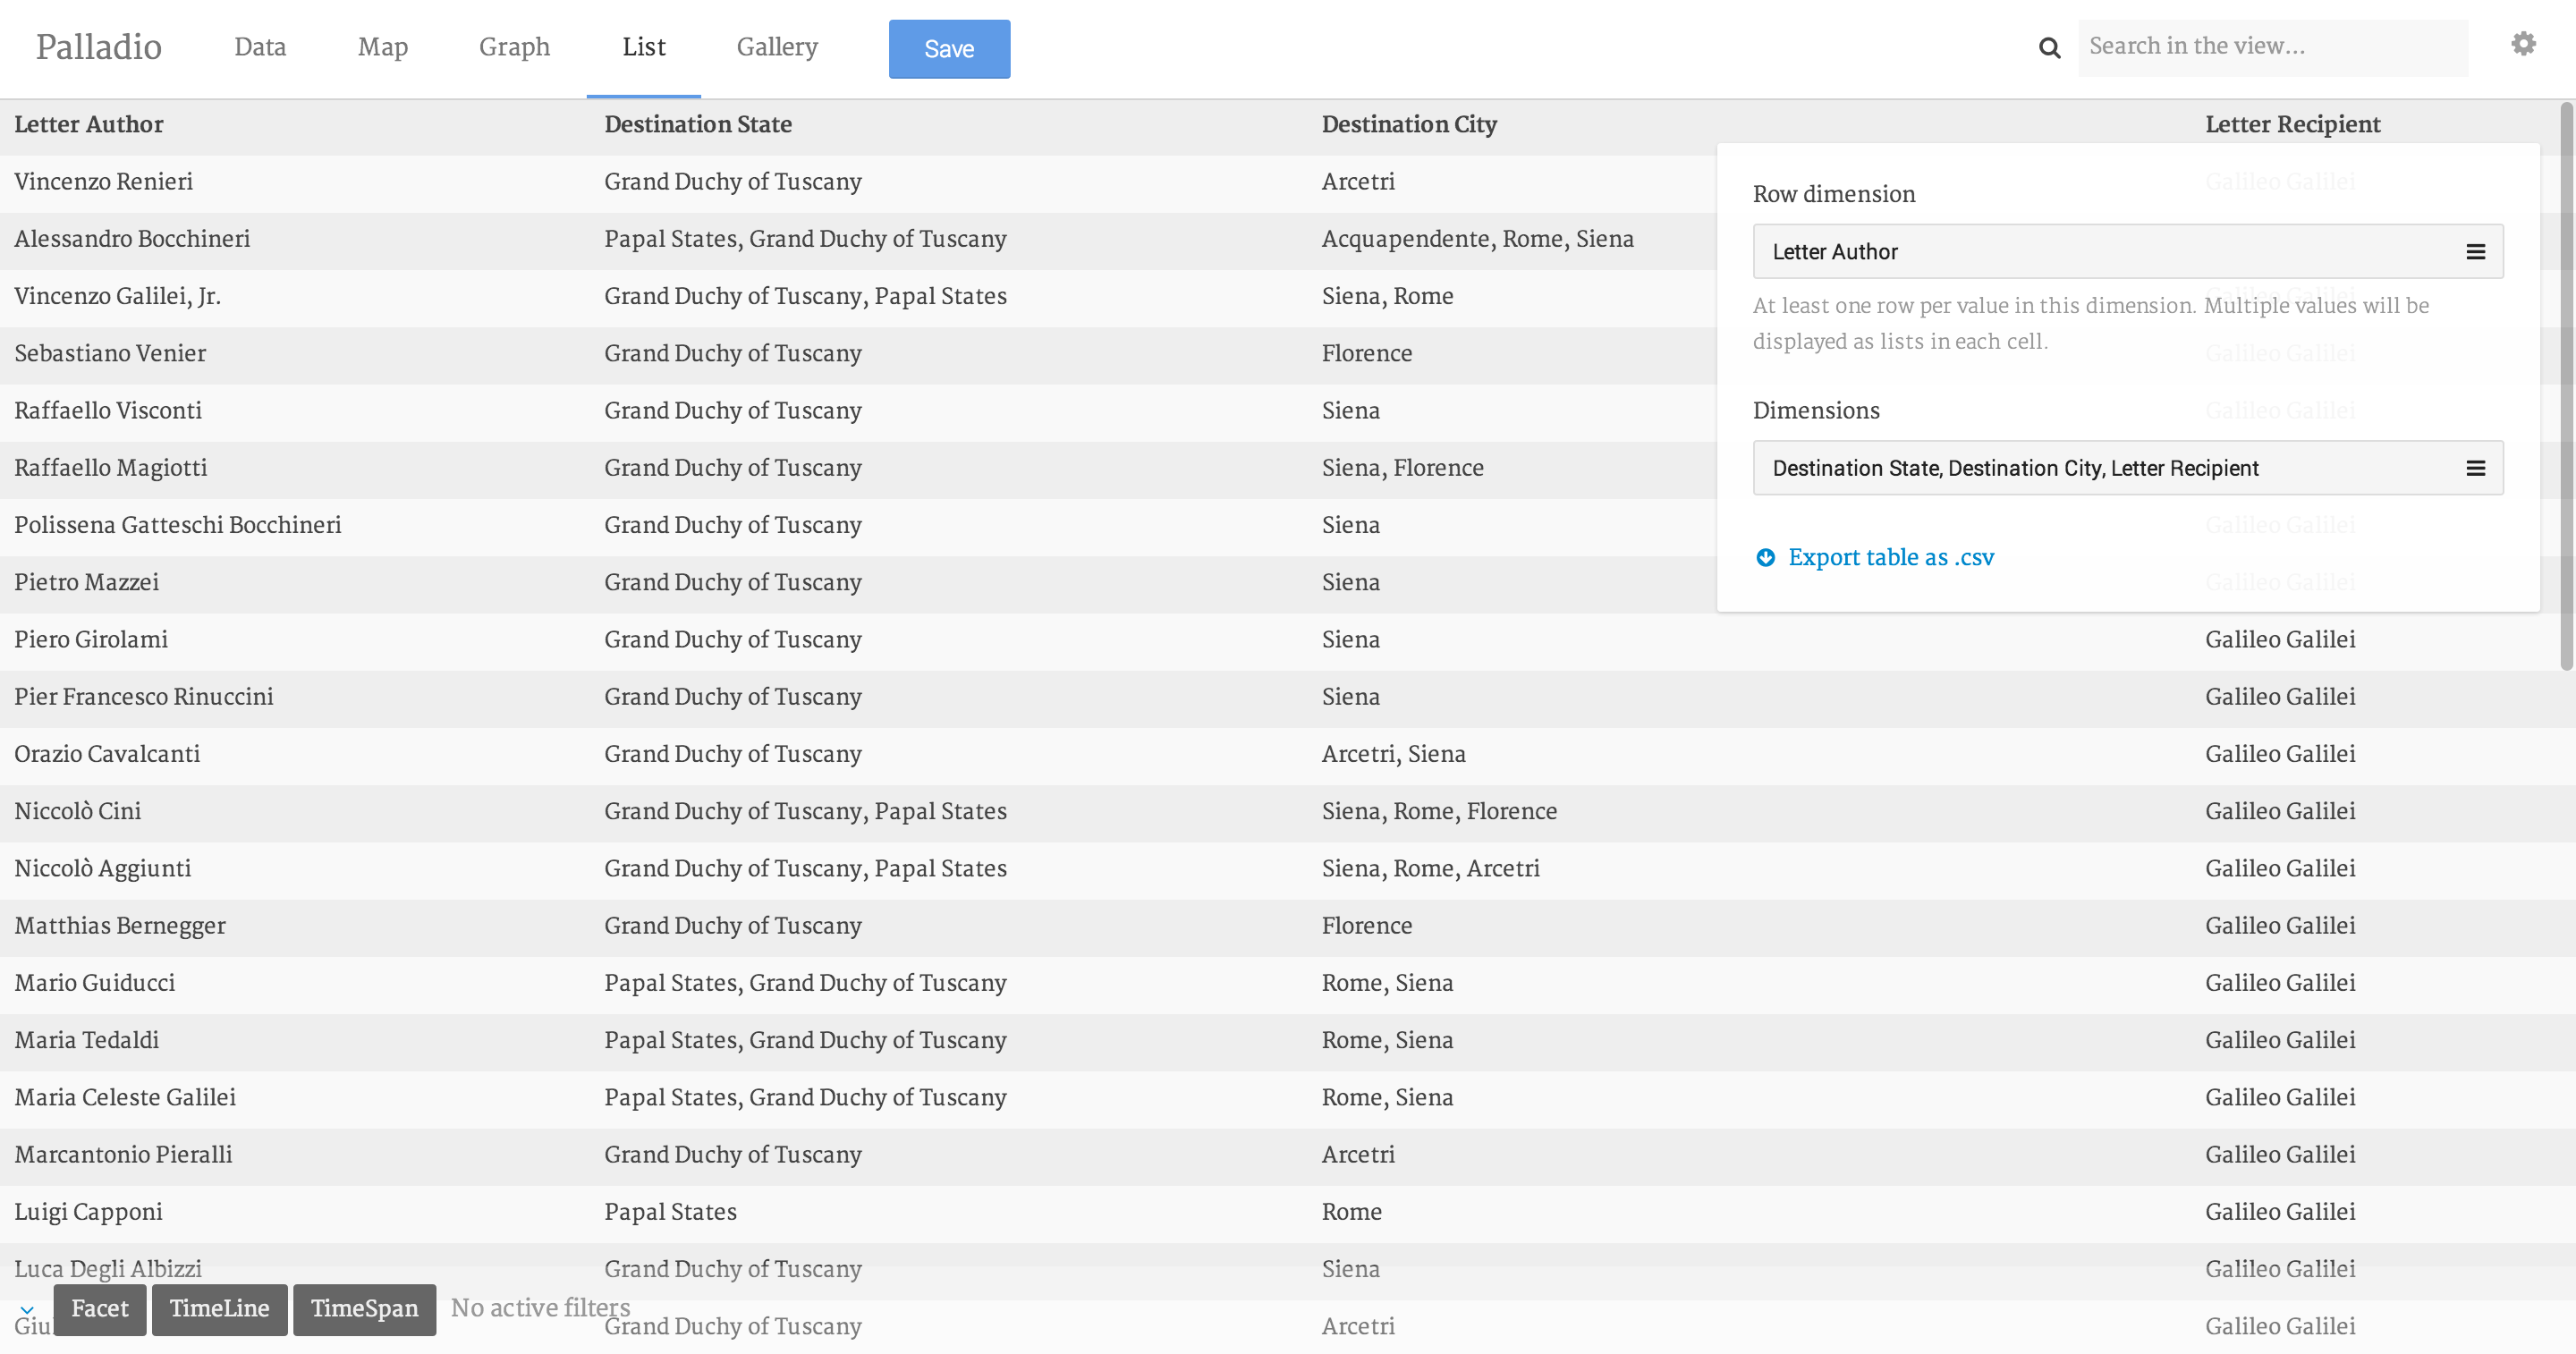 Palladio Data Map Graph List Gallery Save Search in the view...
Letter Author Destination State Destination City Letter Recipient
Vincenzo Renieri Grand Duchy of Tuscany Arcetri Galileo Galilei
Row dimension
Alessandro Bocchineri Papal States, Grand Duchy of Tuscany Acquapendente, Rome, Siena
Letter Author
Vincenzo Galilei, Jr. Grand Duchy of Tuscany, Papal States Siena, Rome
At least one row per value in this dimension. Multiple values will be
displayed as lists in each cell.
Sebastiano Venier Grand Duchy of Tuscany Florence Galileo Galilei
Raffaello Visconti Grand Duchy of Tuscany Siena Galileo Galilei
Dimensions
Raffaello Magiotti Grand Duchy of Tuscany Siena, Florence
Destination State, Destination City, Letter Recipient
Polissena Gatteschi Bocchineri Grand Duchy of Tuscany Siena Galileo Galilei
Export table as .csv
Pietro Mazzei Grand Duchy of Tuscany Siena Galileo Galilei
Piero Girolami Grand Duchy of Tuscany Siena Galileo Galilei
Pier Francesco Rinuccini Grand Duchy of Tuscany Siena Galileo Galilei
Orazio Cavalcanti Grand Duchy of Tuscany Arcetri, Siena Galileo Galilei
Niccolò Cini Grand Duchy of Tuscany, Papal States Siena, Rome, Florence Galileo Galilei
Niccolò Aggiunti Grand Duchy of Tuscany, Papal States Siena, Rome, Arcetri Galileo Galilei
Matthias Bernegger Grand Duchy of Tuscany Florence Galileo Galilei
Mario Guiducci Papal States, Grand Duchy of Tuscany Rome, Siena Galileo Galilei
Maria Tedaldi Papal States, Grand Duchy of Tuscany Rome, Siena Galileo Galilei
Maria Celeste Galilei Papal States, Grand Duchy of Tuscany Rome, Siena Galileo Galilei
Marcantonio Pieralli Grand Duchy of Tuscany Arcetri Galileo Galilei
Luigi Capponi Papal States Rome Galileo Galilei
Luca Degli Albizzi Grand Duchy of Tuscany Siena Galileo Galilei
Facet TimeLine TimeSpan No active filters
Grand Duchy of Tuscany Arcetri Galileo Galilei